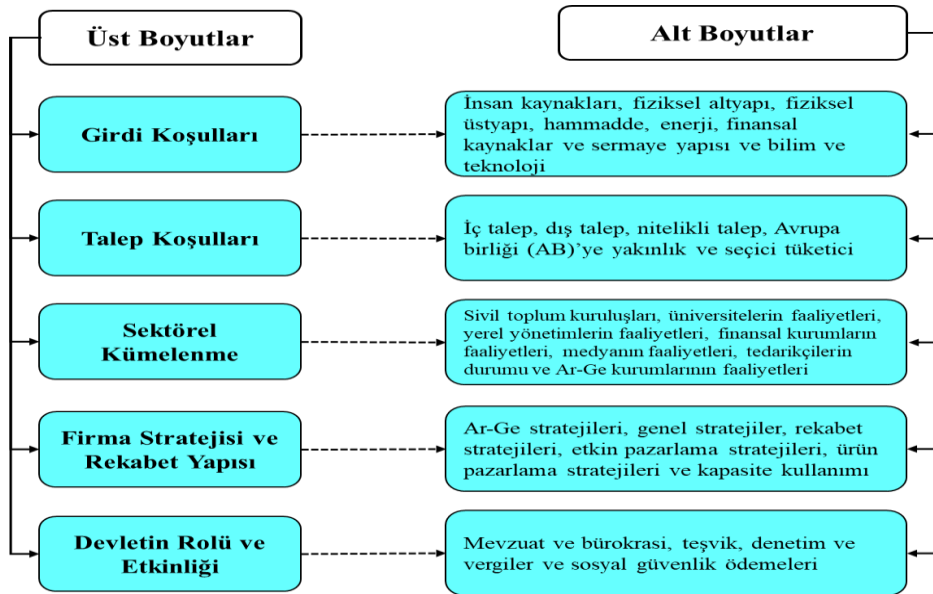 Üst Boyutlar
Alt Boyutlar
Girdi Koşulları
İnsan kaynakları, fiziksel altyapı, fiziksel
üstyapı, hammadde, enerji, finansal
kaynaklar ve sermaye yapısı ve bilim ve
teknoloji
Talep Koşulları
İç talep, dış talep, nitelikli talep, Avrupa
birliği (AB)’ye yakınlık ve seçici tüketici
Sektörel
Kümelenme
Sivil toplum kuruluşları, üniversitelerin faaliyetleri,
yerel yönetimlerin faaliyetleri, finansal kurumların
faaliyetleri, medyanın faaliyetleri, tedarikçilerin
durumu ve Ar-Ge kurumlarının faaliyetleri
Firma Stratejisi ve
Rekabet Yapısı
Ar-Ge stratejileri, genel stratejiler, rekabet
stratejileri, etkin pazarlama stratejileri, ürün
pazarlama stratejileri ve kapasite kullanımı
Devletin Rolü ve
Etkinliği
Mevzuat ve bürokrasi, teşvik, denetim ve
vergiler ve sosyal güvenlik ödemeleri